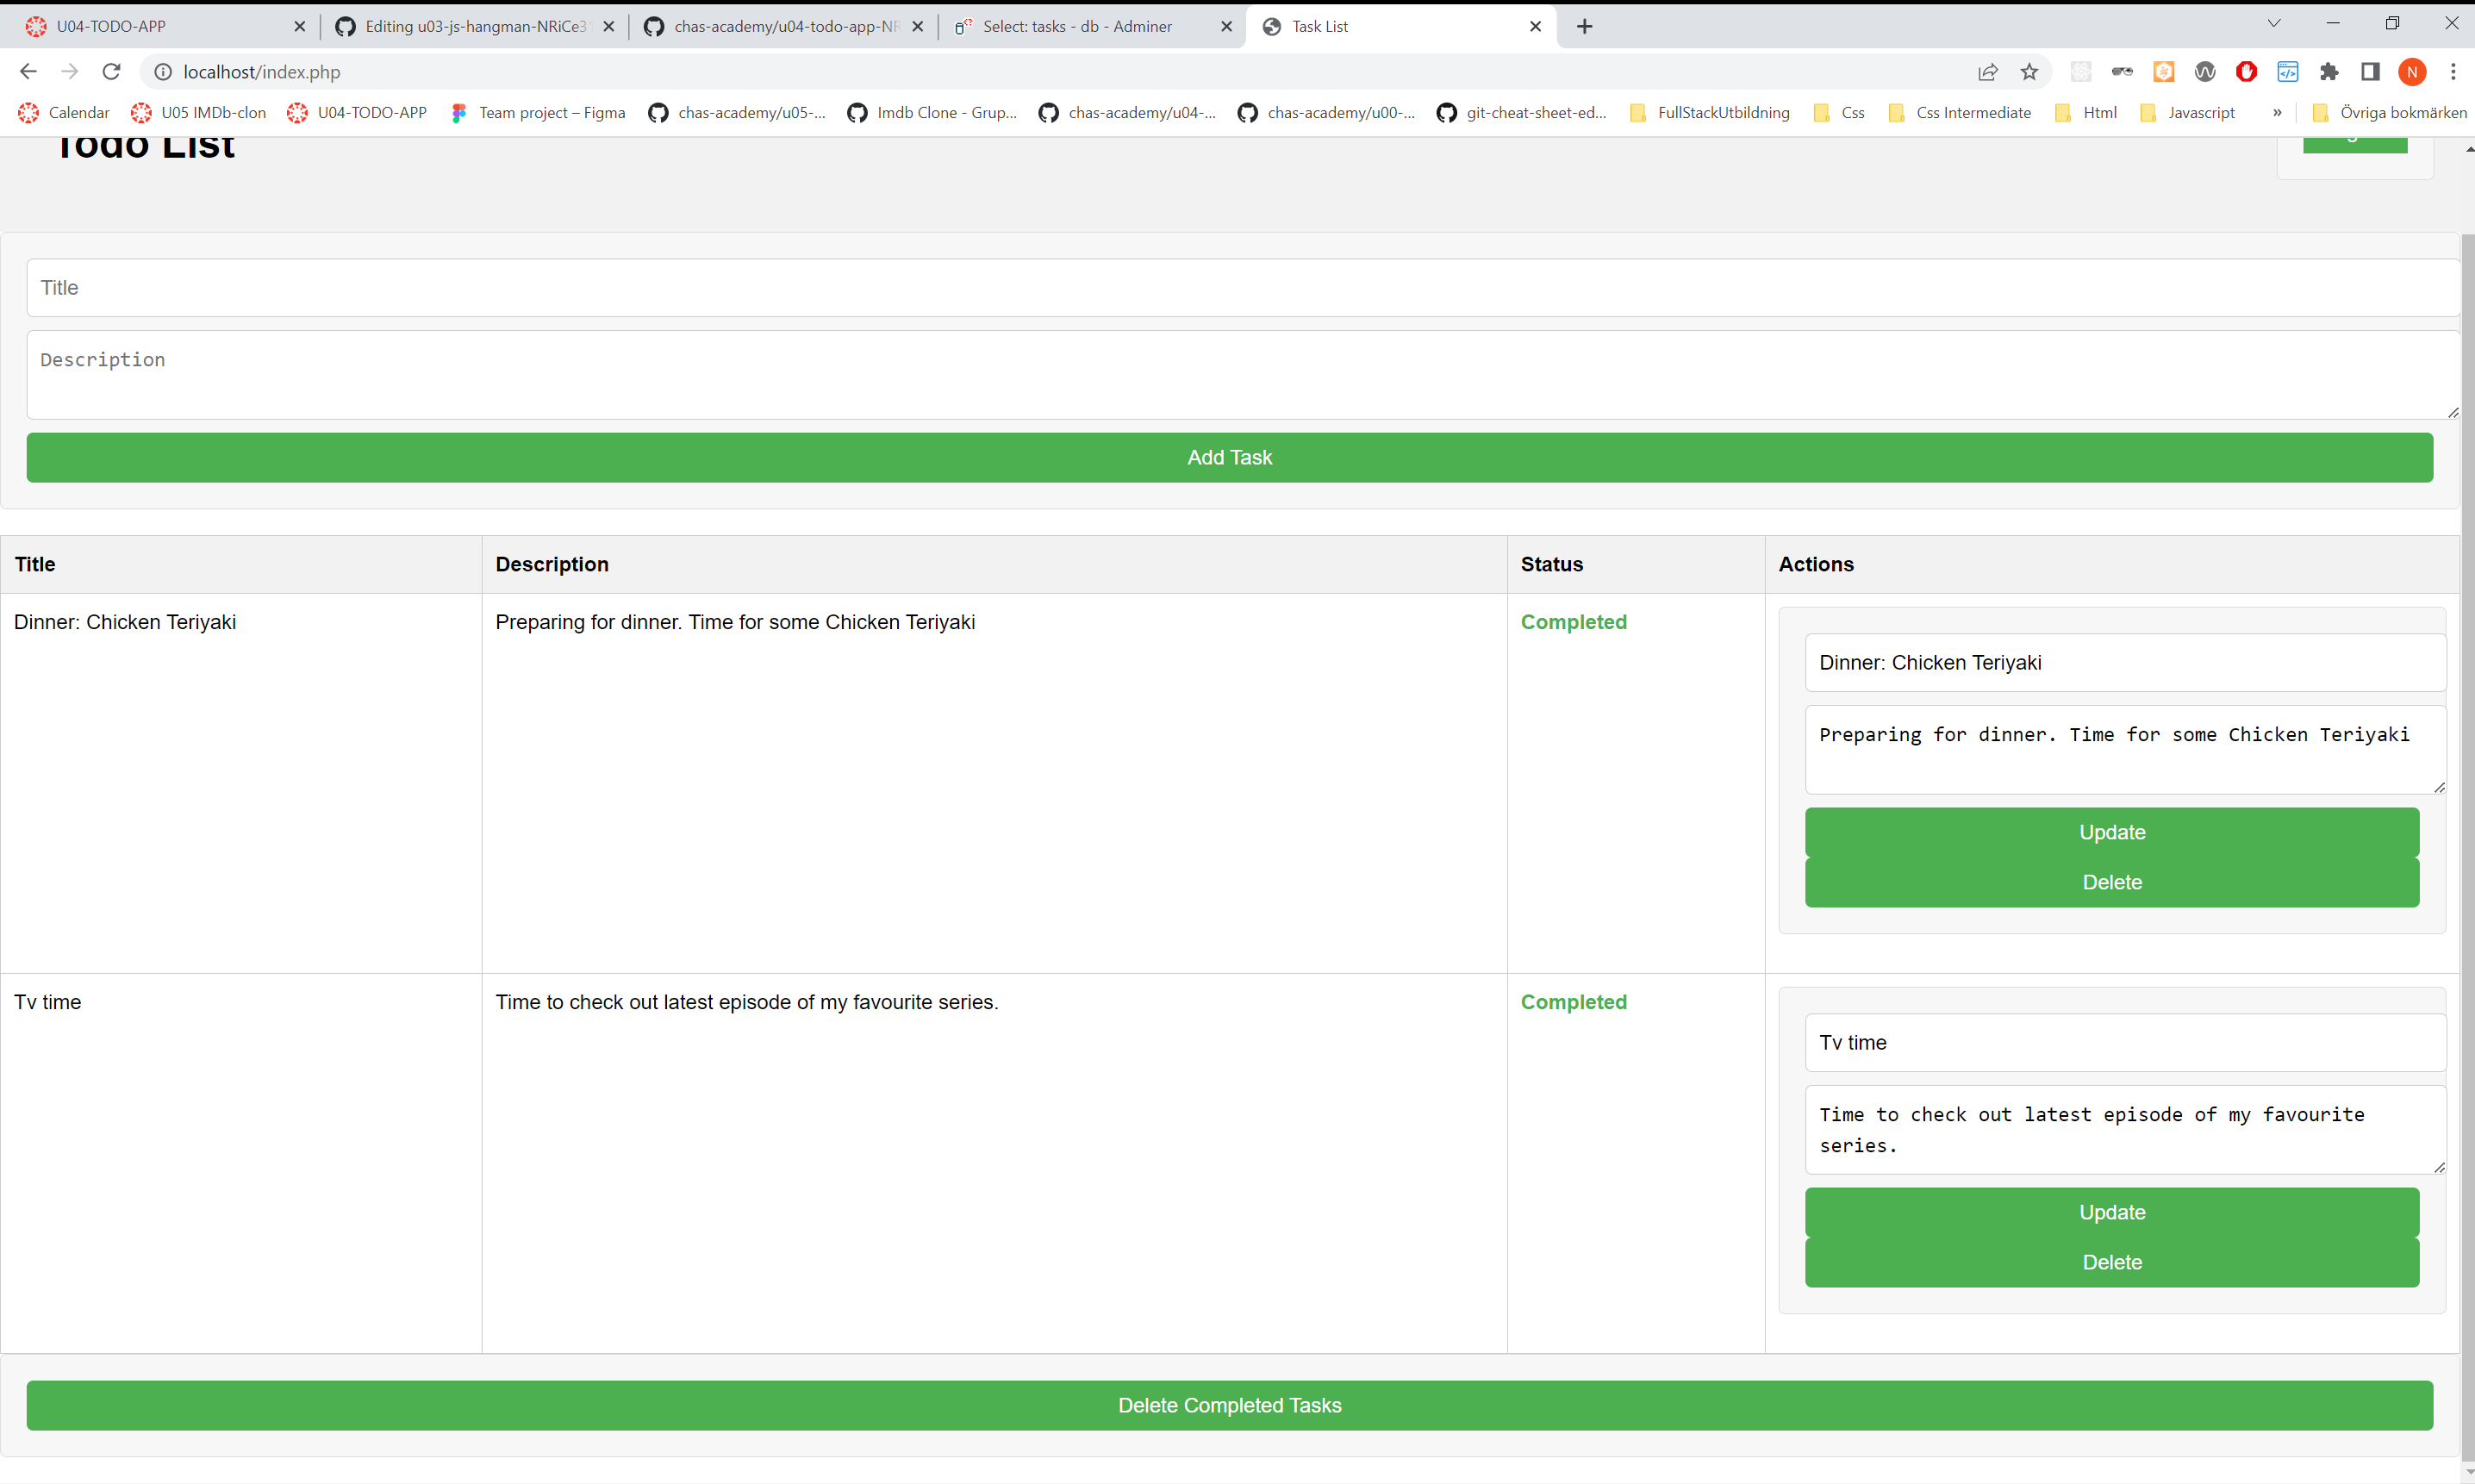 U04-TODO-APP
Editing u03-js-hangman-NRiCe3
chas-academy/u04-todo-app-NR
Select: tasks - db - Adminer
Task List
localhost/index.php
N
Calendar
U05 IMDb-clon
U04-TODO-APP
Team project – Figma
chas-academy/u05-...
Imdb Clone - Grup...
chas-academy/u04-...
chas-academy/u00-...
git-cheat-sheet-ed...
FullStackUtbildning
Css
Css Intermediate
Html
Javascript
»
Övriga bokmärken
Todo List
Title
Description
Add Task
Title Description Status Actions
Dinner: Chicken Teriyaki
Preparing for dinner. Time for some Chicken Teriyaki
Completed
Dinner: Chicken Teriyaki
Preparing for dinner. Time for some Chicken Teriyaki
Update
Delete
Tv time
Time to check out latest episode of my favourite series.
Completed
Tv time
Time to check out latest episode of my favourite
series.
Update
Delete
Delete Completed Tasks